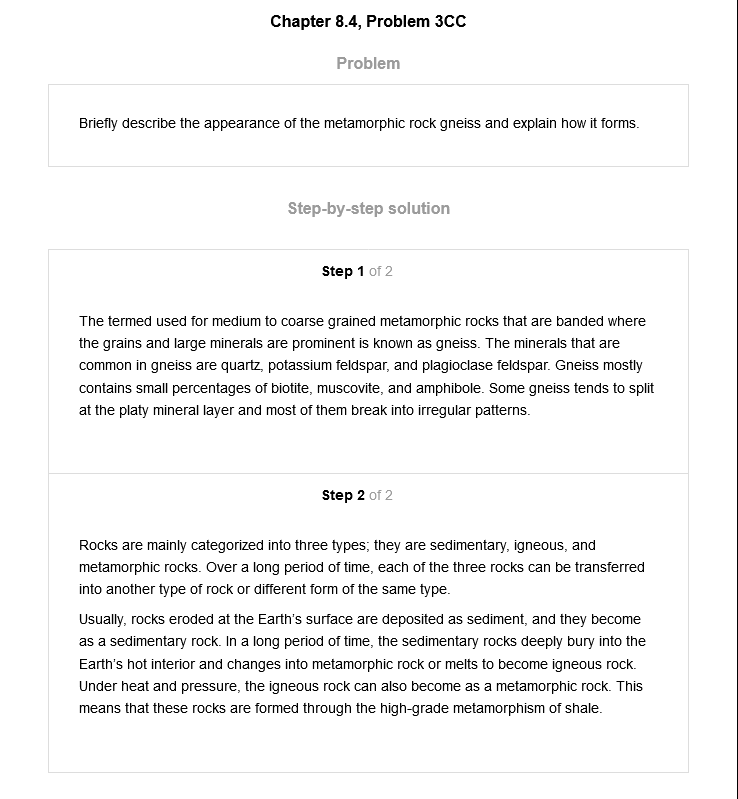 Chapter 8.4, Problem 3CC
Problem
Briefly describe the appearance of the metamorphic rock gneiss and explain how it forms.
Step-by-step solution
Step 1 of 2
The termed used for medium to coarse grained metamorphic rocks that are banded where
the grains and large minerals are prominent is known as gneiss. The minerals that are
common in gneiss are quartz, potassium feldspar, and plagioclase feldspar. Gneiss mostly
contains small percentages of biotite, muscovite, and amphibole. Some gneiss tends to split
at the platy mineral layer and most of them break into irregular patterns.
Step 2 of 2
Rocks are mainly categorized into three types; they are sedimentary, igneous, and
metamorphic rocks. Over a long period of time, each of the three rocks can be transferred
into another type of rock or different form of the same type.
Usually, rocks eroded at the Earth's surface are deposited as sediment, and they become
as a sedimentary rock. In a long period of time, the sedimentary rocks deeply bury into the
Earth's hot interior and changes into metamorphic rock or melts to become igneous rock.
Under heat and pressure, the igneous rock can also become as a metamorphic rock. This
means that these rocks are formed through the high-grade metamorphism of shale.